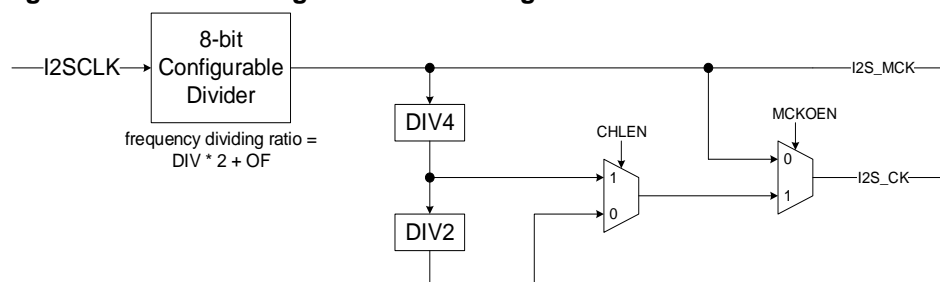 I2SCLK
8-bit
Configurable
Divider
frequency dividing ratio =
DIV * 2 + OF
I2S_MCK
DIV4
MCKOEN
CHLEN
0
1
I2S_CK
1
0
DIV2